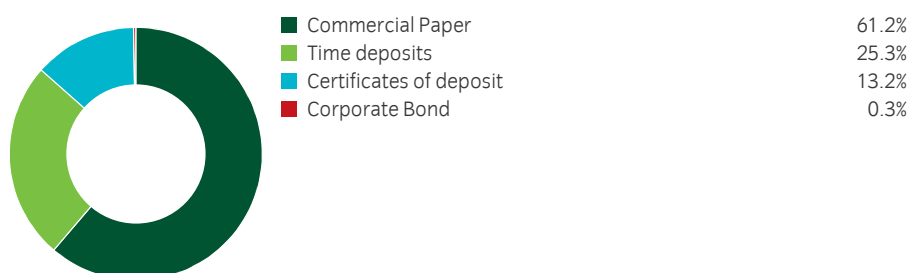 Commercial Paper 61.2%
Time deposits 25.3%
Certificates of deposit 13.2%
Corporate Bond 0.3%